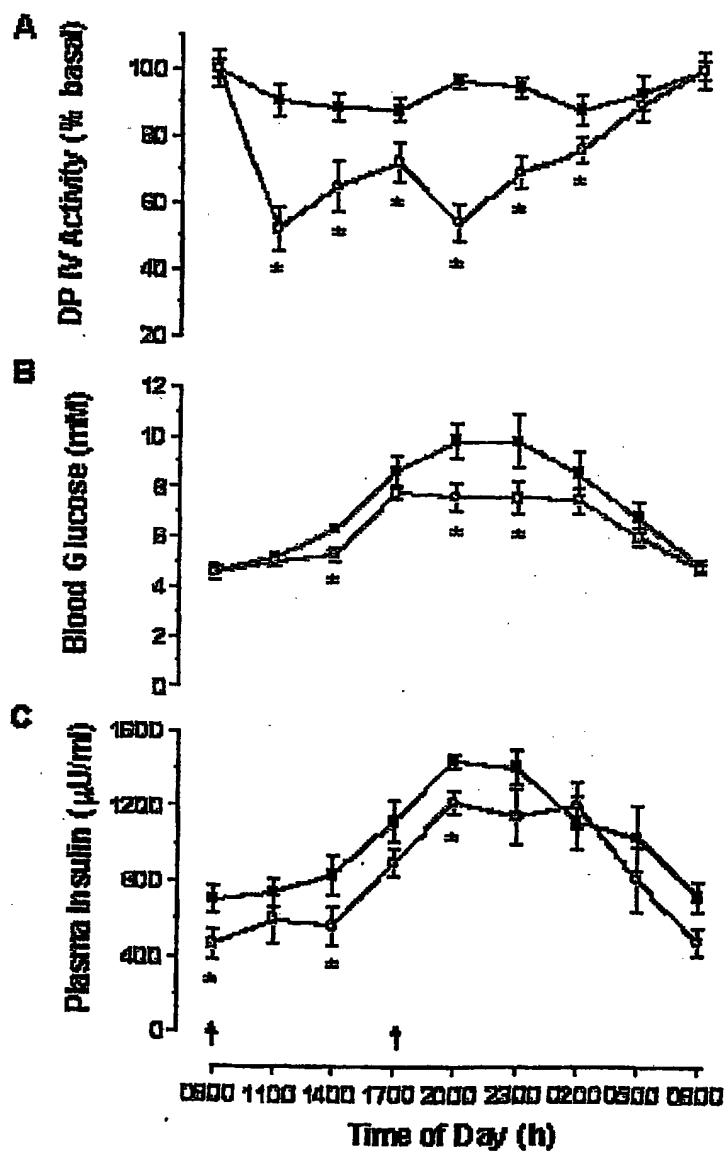 A
DP IV Activity (% basal)
100
80
60
40
20
* * * * * *
B
Blood Glucose (mM)
12
10
8
6
4
2
0
* * *
C
Plasma Insulin (µU/ml)
1600
1200
800
400
0
* * *
† †
0800 1100 1400 1700 2000 2300 0200 0500 0800
Time of Day (h)